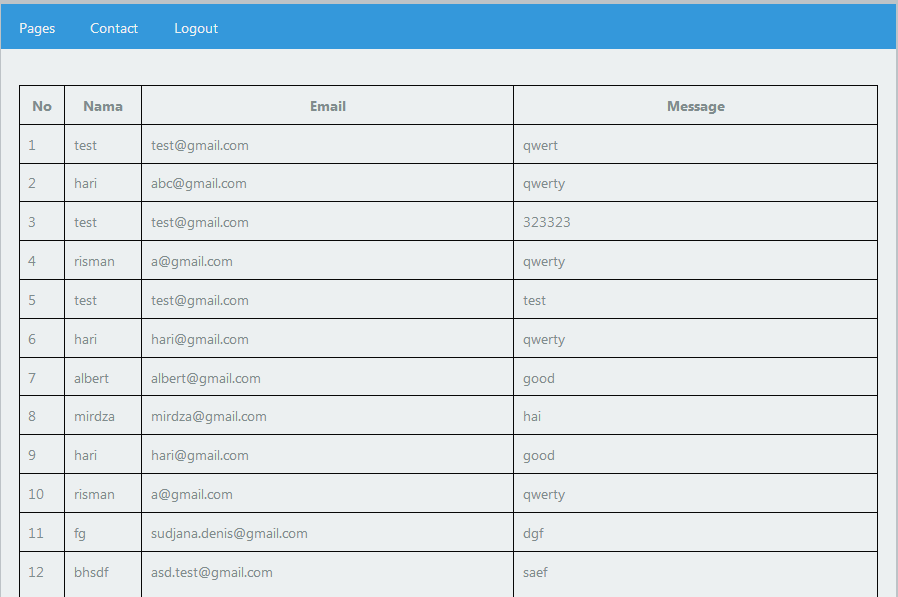 Pages Contact Logout
No Nama Email Message
1 test test@gmail.com qwert
2 hari abc@gmail.com qwerty
3 test test@gmail.com 323323
4 risman a@gmail.com qwerty
5 test test@gmail.com test
6 hari hari@gmail.com qwerty
7 albert albert@gmail.com good
8 mirdza mirdza@gmail.com hai
9 hari hari@gmail.com good
10 risman a@gmail.com qwerty
11 fg sudjana.denis@gmail.com dgf
12 bhsdf asd.test@gmail.com saef